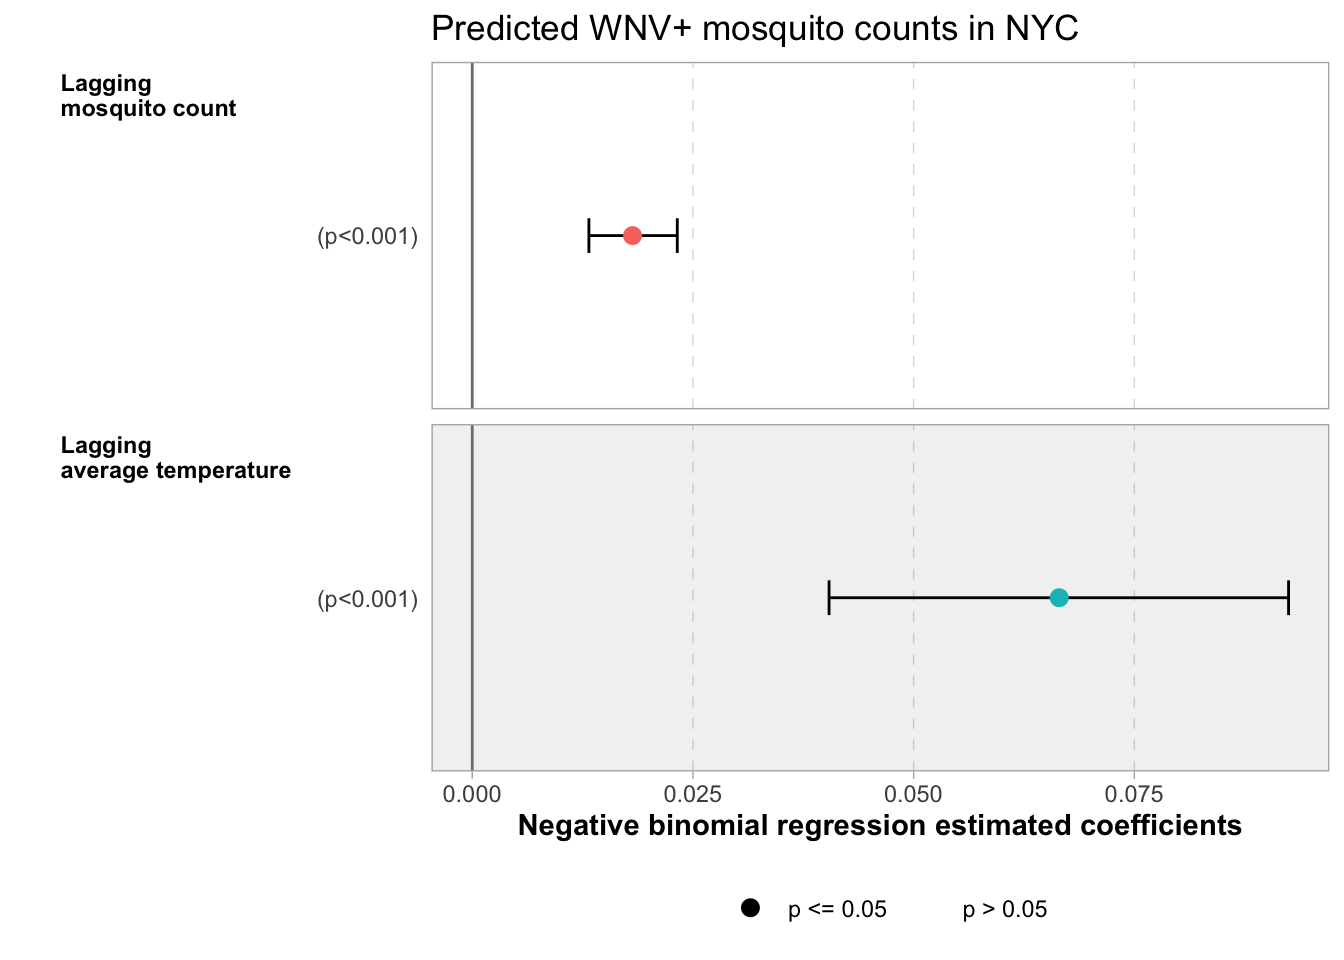 Predicted WNV+ mosquito counts in NYC
Lagging
mosquito count
(p<0.001)
Lagging
average temperature
(p<0.001)
0.000 0.025 0.050 0.075
Negative binomial regression estimated coefficients
p <= 0.05 p > 0.05